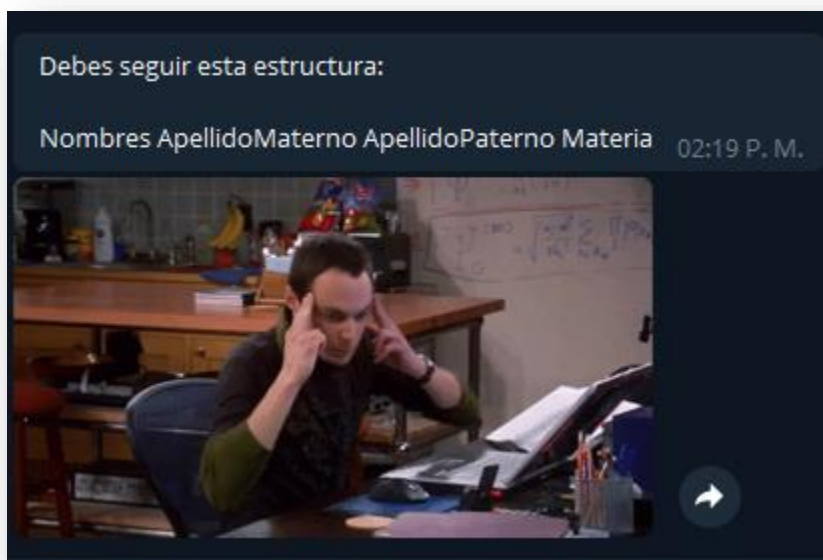 Debes seguir esta estructura:
Nombres ApellidoMaterno ApellidoPaterno Materia
02:19 P. M.